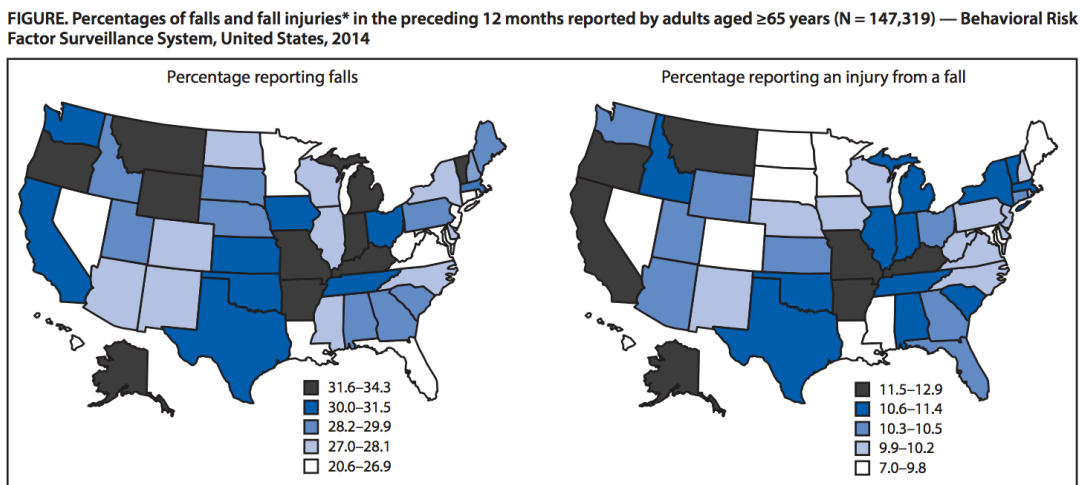 FIGURE. Percentages of falls and fall injuries* in the preceding 12 months reported by adults aged ≥65 years (N = 147,319) — Behavioral Risk
Factor Surveillance System, United States, 2014
Percentage reporting falls
31.6–34.3
30.0–31.5
28.2–29.9
27.0–28.1
20.6–26.9
Percentage reporting an injury from a fall
11.5–12.9
10.6–11.4
10.3–10.5
9.9–10.2
7.0–9.8